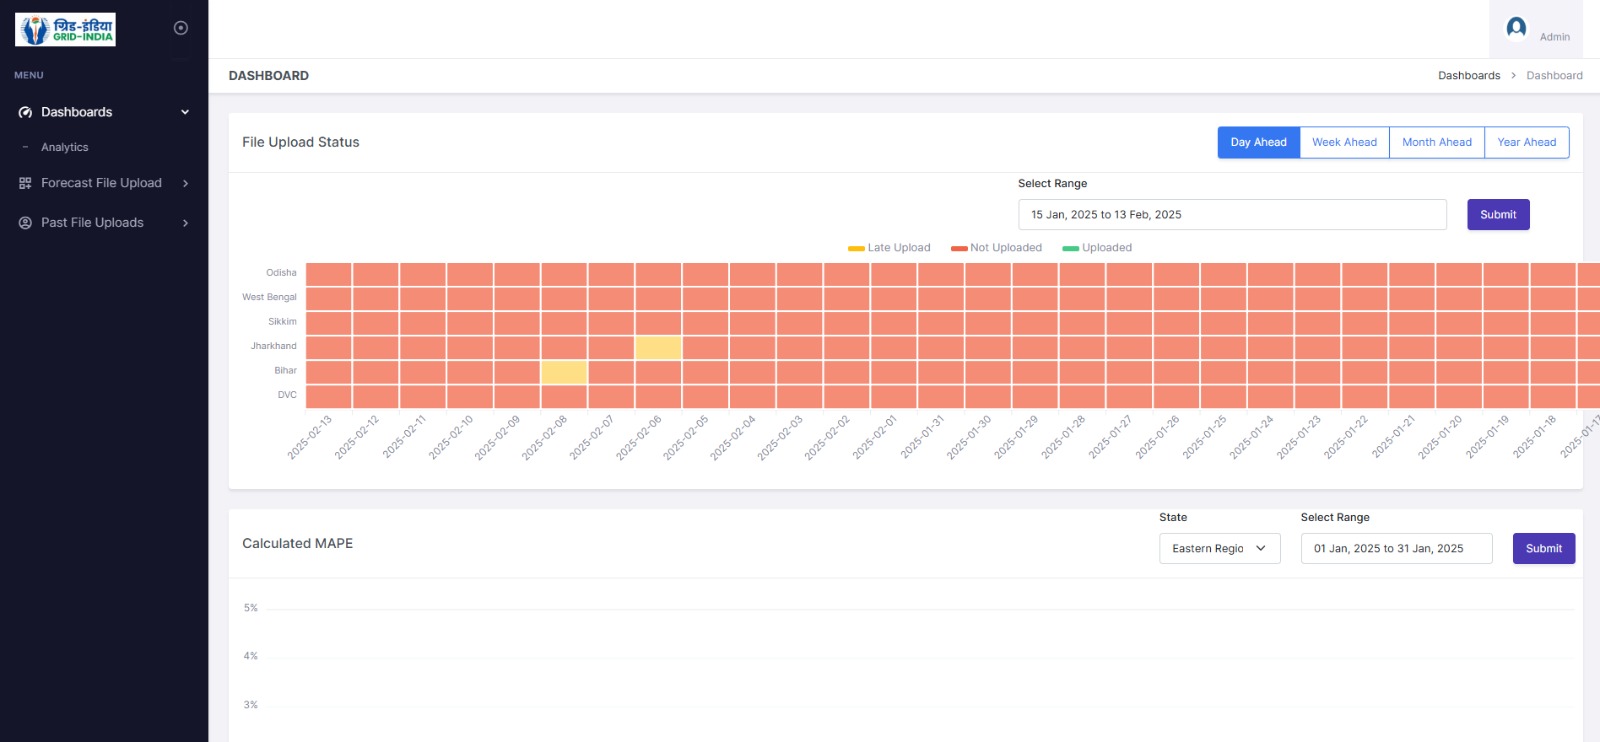 ग्रिड-इंडिया
GRID-INDIA
MENU
Dashboards
Analytics
Forecast File Upload
Past File Uploads
Admin
DASHBOARD
Dashboards > Dashboard
File Upload Status
Day Ahead
Week Ahead
Month Ahead
Year Ahead
Select Range
15 Jan, 2025 to 13 Feb, 2025
Submit
Late Upload
Not Uploaded
Uploaded
Odisha
West Bengal
Sikkim
Jharkhand
Bihar
DVC
2025-02-13
2025-02-12
2025-02-11
2025-02-10
2025-02-09
2025-02-08
2025-02-07
2025-02-06
2025-02-05
2025-02-04
2025-02-03
2025-02-02
2025-02-01
2025-01-31
2025-01-30
2025-01-29
2025-01-28
2025-01-27
2025-01-26
2025-01-25
2025-01-24
2025-01-23
2025-01-22
2025-01-21
2025-01-20
2025-01-19
2025-01-18
2025-01-17
Calculated MAPE
State
Eastern Regio
Select Range
01 Jan, 2025 to 31 Jan, 2025
Submit
5%
4%
3%